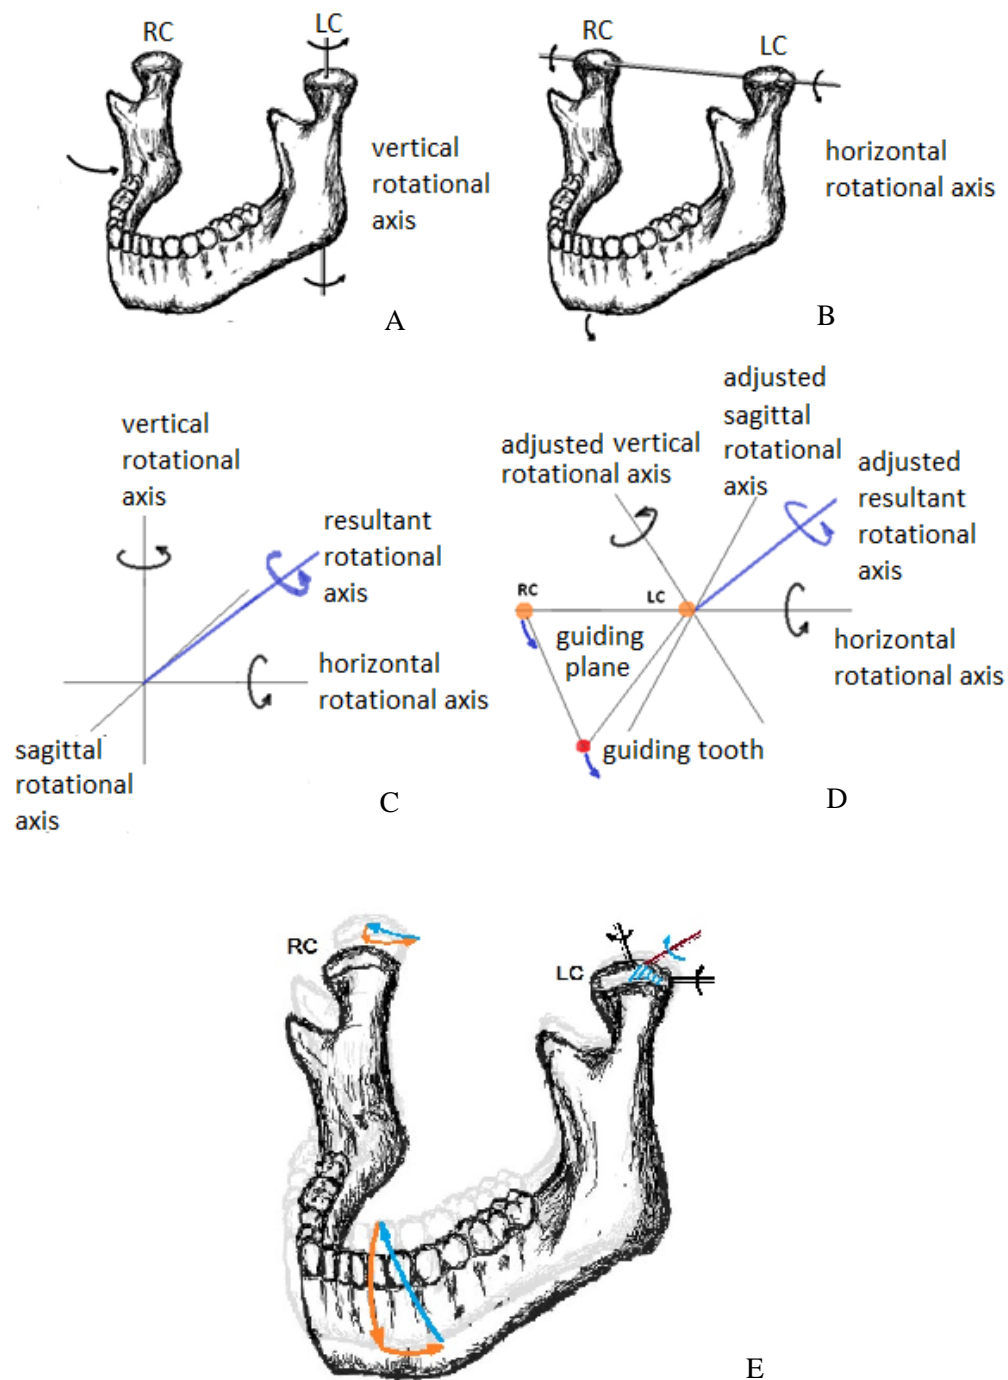 RC
LC
vertical
rotational
axis
A
RC
LC
horizontal
rotational axis
B
vertical
rotational
axis
resultant
rotational
axis
horizontal
rotational axis
sagittal
rotational
axis
C
adjusted
sagittal
rotational
axis
adjusted vertical
rotational axis
adjusted
resultant
rotational
axis
RC
LC
guiding
plane
horizontal
rotational axis
guiding tooth
D
RC
LC
E